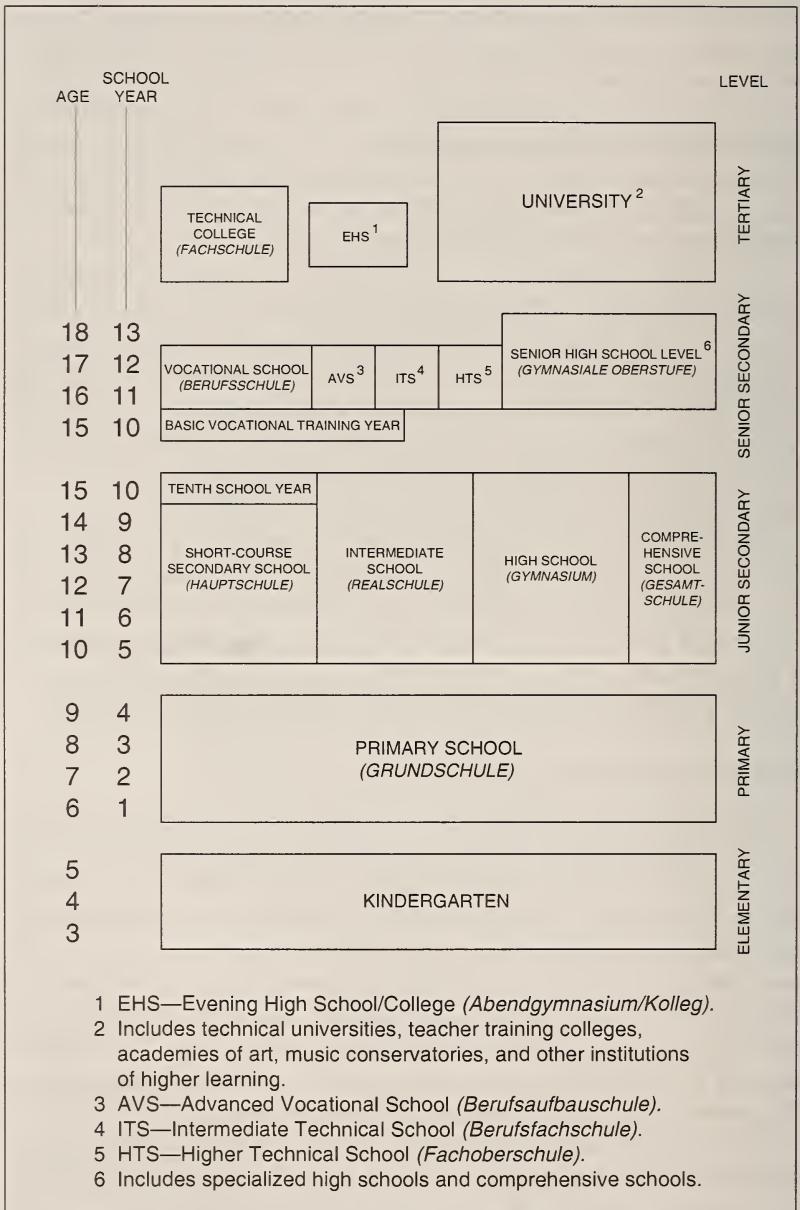 AGE
SCHOOL
YEAR
LEVEL
TECHNICAL
COLLEGE
(FACHSCHULE)
EHS 1
UNIVERSITY 2
TERTIARY
18 13
17 12
16 11
15 10
VOCATIONAL SCHOOL
(BERUFSSCHULE)
AVS3
ITS4
HTS5
SENIOR HIGH SCHOOL LEVEL 6
(GYMNASIALE OBERSTUFE)
BASIC VOCATIONAL TRAINING YEAR
SENIOR SECONDARY
15 10
14 9
13 8
12 7
11 6
10 5
TENTH SCHOOL YEAR
SHORT-COURSE
SECONDARY SCHOOL
(HAUPTSCHULE)
INTERMEDIATE
SCHOOL
(REALSCHULE)
HIGH SCHOOL
(GYMNASIUM)
COMPRE-
HENSIVE
SCHOOL
(GESAMT-
SCHULE)
JUNIOR SECONDARY
9 4
8 3
7 2
6 1
PRIMARY SCHOOL
(GRUNDSCHULE)
PRIMARY
5
4
3
KINDERGARTEN
ELEMENTARY
1 EHS—Evening High School/College (Abendgymnasium/Kolleg).
2 Includes technical universities, teacher training colleges,
academies of art, music conservatories, and other institutions
of higher learning.
3 AVS—Advanced Vocational School (Berufsaufbauschule).
4 ITS—Intermediate Technical School (Berufsfachschule).
5 HTS—Higher Technical School (Fachoberschule).
6 Includes specialized high schools and comprehensive schools.